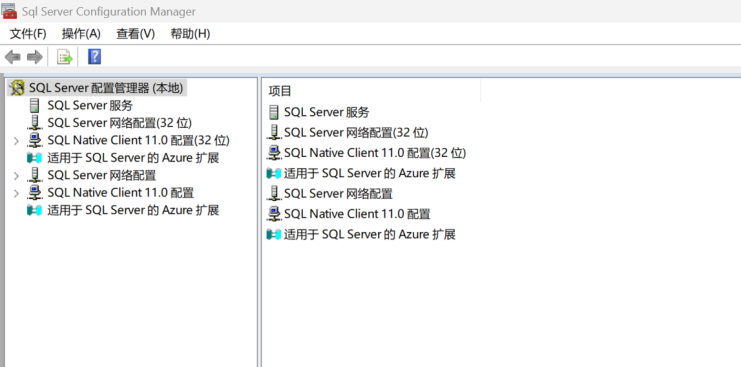 Sql Server Configuration Manager
文件(F) 操作(A) 查看(V) 帮助(H)
SQL Server 配置管理器 (本地)
SQL Server 服务
SQL Server 网络配置(32 位)
SQL Native Client 11.0 配置(32 位)
适用于 SQL Server 的 Azure 扩展
SQL Server 网络配置
SQL Native Client 11.0 配置
适用于 SQL Server 的 Azure 扩展
项目
SQL Server 服务
SQL Server 网络配置(32 位)
SQL Native Client 11.0 配置(32 位)
适用于 SQL Server 的 Azure 扩展
SQL Server 网络配置
SQL Native Client 11.0 配置
适用于 SQL Server 的 Azure 扩展